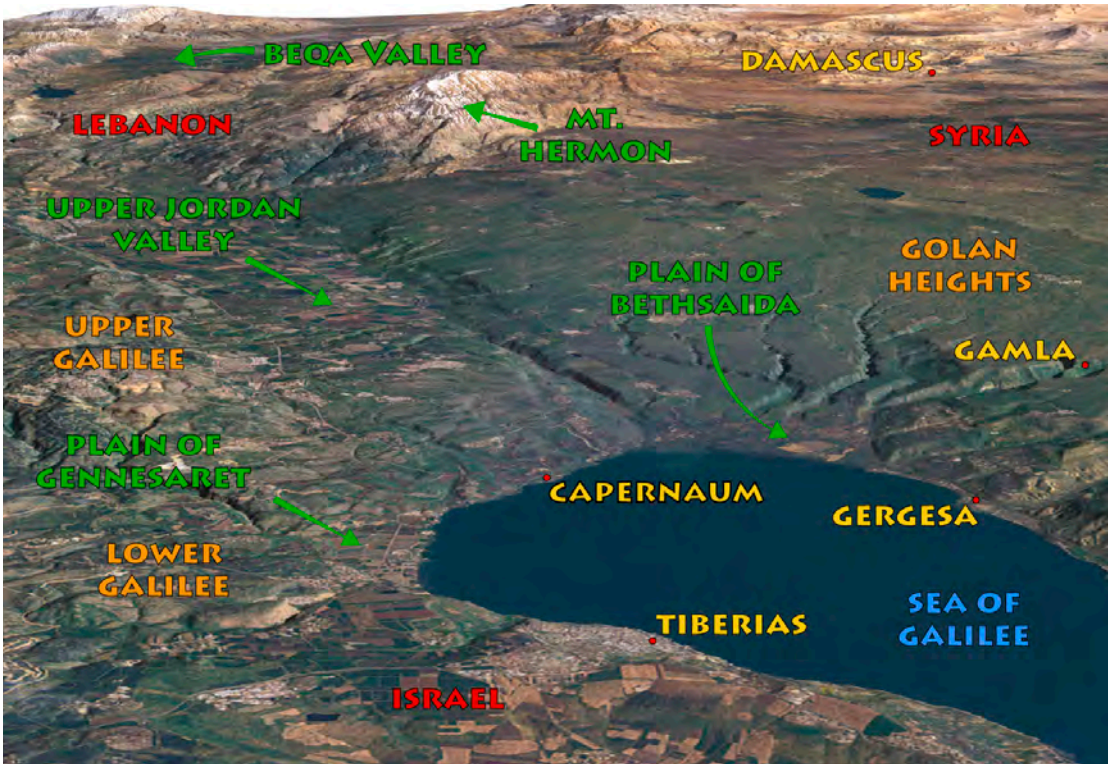 BEQA VALLEY
DAMASCUS
LEBANON
MT.
HERMON
SYRIA
UPPER JORDAN
VALLEY
GOLAN
HEIGHTS
PLAIN OF
BETHSAIDA
UPPER
GALILEE
GAMLA
PLAIN OF
GENNESARET
CAPERNAUM
GERGESA
LOWER
GALILEE
SEA OF
GALILEE
TIBERIAS
ISRAEL